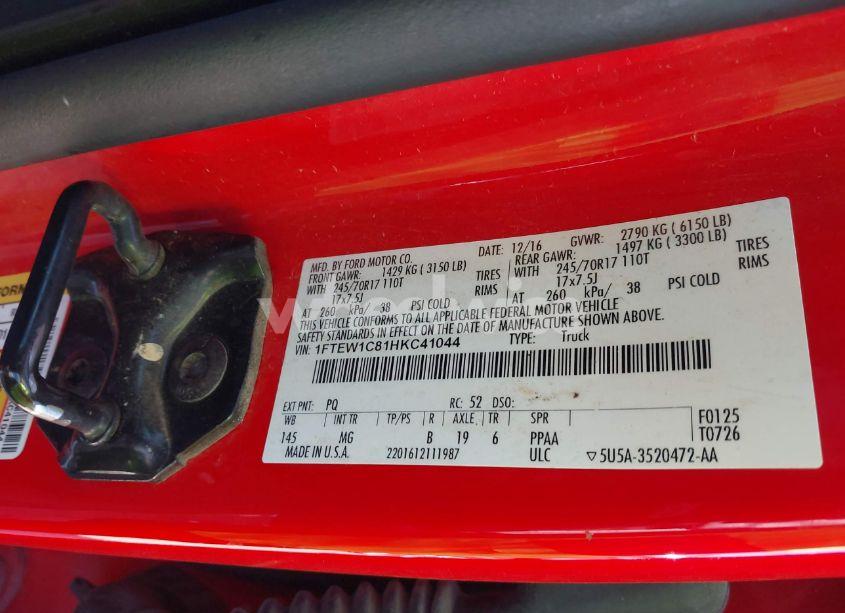 MFD. BY FORD MOTOR CO. DATE: 12/16 GVWR: 2790 KG ( 6150 LB)
FRONT GAWR: 1429 KG ( 3150 LB) REAR GAWR: 1497 KG ( 3300 LB)
WITH 245/70R17 110T TIRES WITH 245/70R17 110T TIRES
17x7.5J RIMS 17x7.5J RIMS
AT 260 kPa/ 38 PSI COLD AT 260 kPa/ 38 PSI COLD
THIS VEHICLE CONFORMS TO ALL APPLICABLE FEDERAL MOTOR VEHICLE
SAFETY STANDARDS IN EFFECT ON THE DATE OF MANUFACTURE SHOWN ABOVE.
VIN: 1FTEW1C81HKC41044 TYPE: Truck
EXT PNT: PQ RC: 52 DSO:
WB INT TR TP/PS R AXLE TR SPR F0125
145 MG B 19 6 PPAA T0726
MADE IN U.S.A. 2201612111987 ULC ▽5U5A-3520472-AA